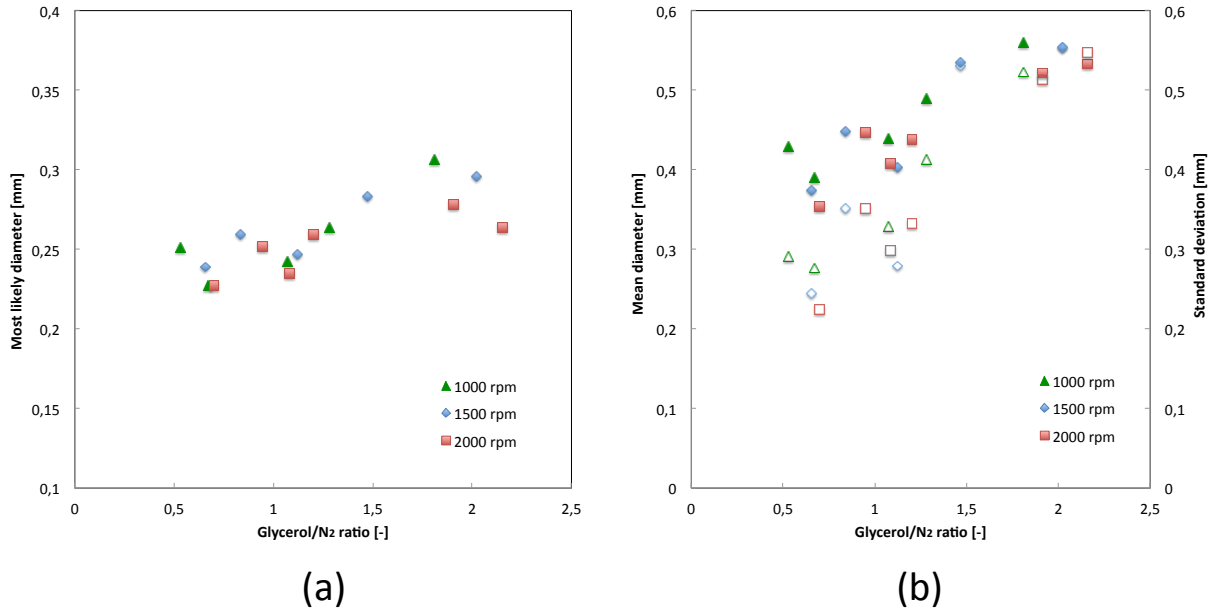 0,4
0,35
0,3
0,25
0,2
0,15
0,1
Most likely diameter [mm]
0
0,5
1
1,5
2
2,5
Glycerol/N2 ratio [-]
1000 rpm
1500 rpm
2000 rpm
(a)
0,6
0,5
0,4
0,3
0,2
0,1
0
Mean diameter [mm]
0
0,5
1
1,5
2
2,5
Glycerol/N2 ratio [-]
1000 rpm
1500 rpm
2000 rpm
0,6
0,5
0,4
0,3
0,2
0,1
0
Standard deviation [mm]
(b)